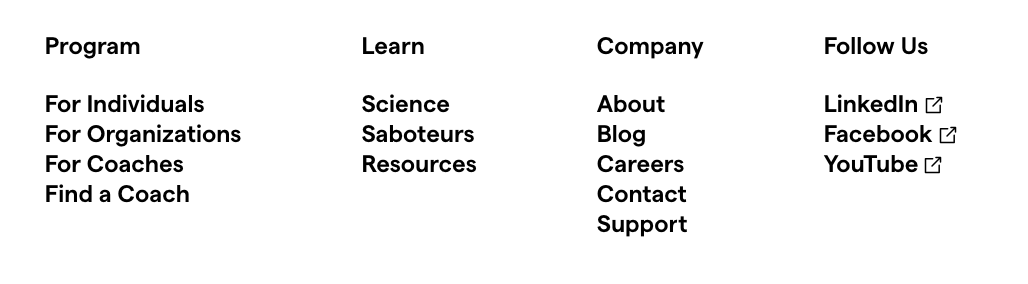 Program
For Individuals
For Organizations
For Coaches
Find a Coach
Learn
Science
Saboteurs
Resources
Company
About
Blog
Careers
Contact
Support
Follow Us
LinkedIn
Facebook
YouTube